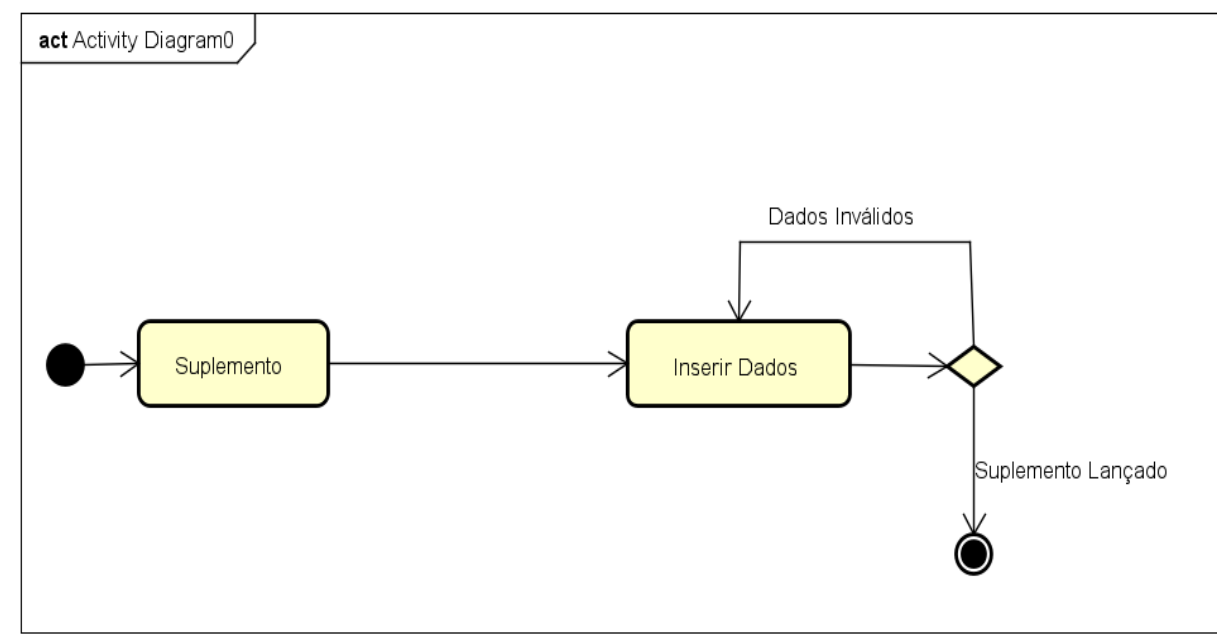 act Activity Diagram0
Dados Inválidos
Suplemento
Inserir Dados
Suplemento Lançado